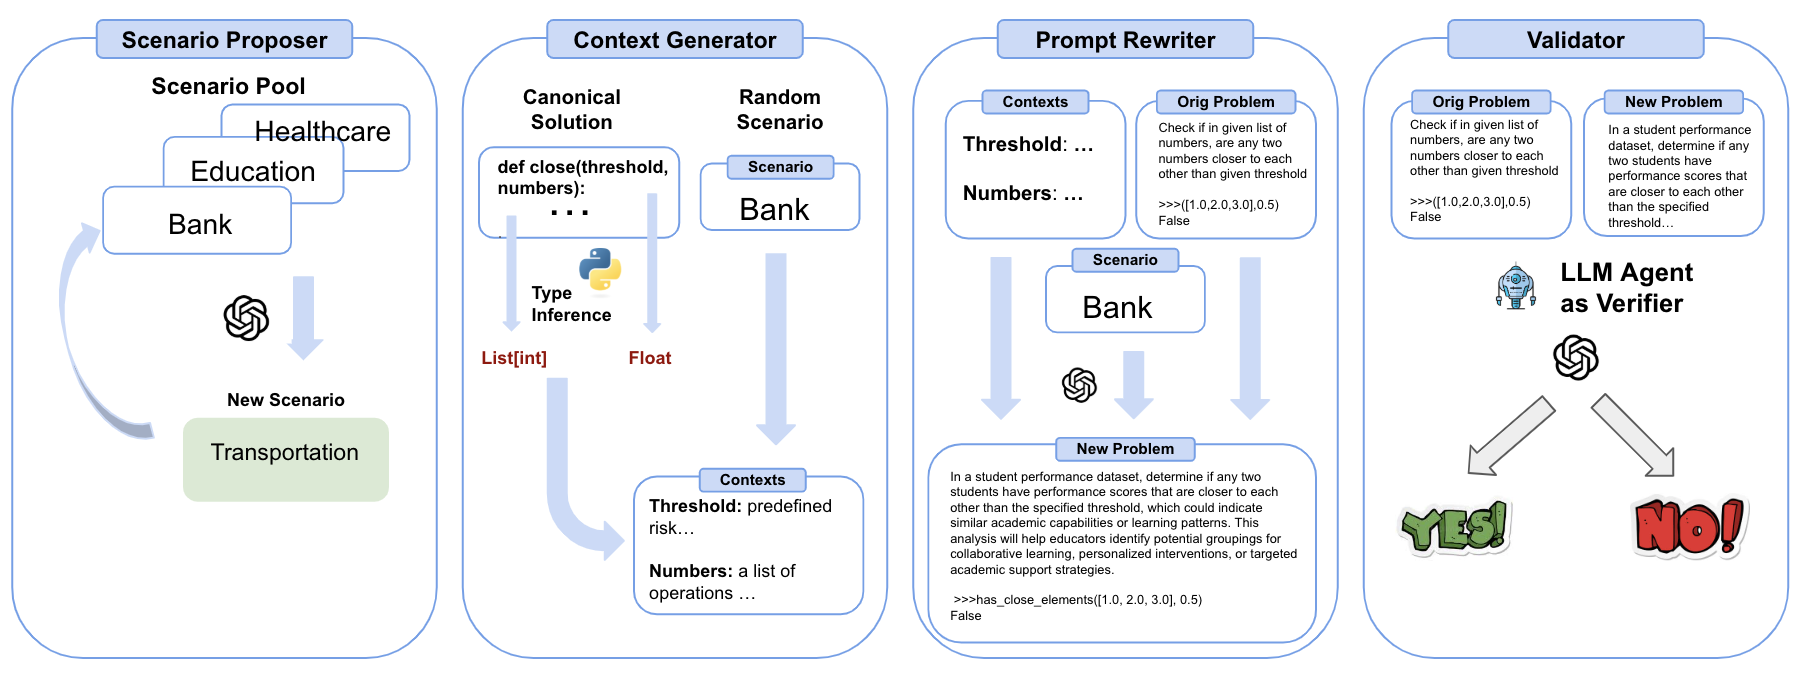 Scenario Proposer
Scenario Pool
Healthcare
Education
Bank
New Scenario
Transportation
Context Generator
Canonical
Solution
Random
Scenario
def close(threshold,
numbers):
...
Scenario
Bank
Type
Inference
List[int]
Float
Contexts
Threshold: predefined
risk…
Numbers: a list of
operations …
Prompt Rewriter
Contexts
Threshold: …
Numbers: …
Orig Problem
Check if in given list of
numbers, are any two
numbers closer to each
other than given threshold
>>>([1.0,2.0,3.0],0.5)
False
Scenario
Bank
New Problem
In a student performance dataset, determine if any two
students have performance scores that are closer to each
other than the specified threshold, which could indicate
similar academic capabilities or learning patterns. This
analysis will help educators identify potential groupings for
collaborative learning, personalized interventions, or targeted
academic support strategies.
>>>has_close_elements([1.0, 2.0, 3.0], 0.5)
False
Validator
Orig Problem
Check if in given list of
numbers, are any two
numbers closer to each
other than given threshold
>>>([1.0,2.0,3.0],0.5)
False
New Problem
In a student performance
dataset, determine if any
two students have
performance scores that
are closer to each other
than the specified
threshold…
LLM Agent
as Verifier
YES!
NO!